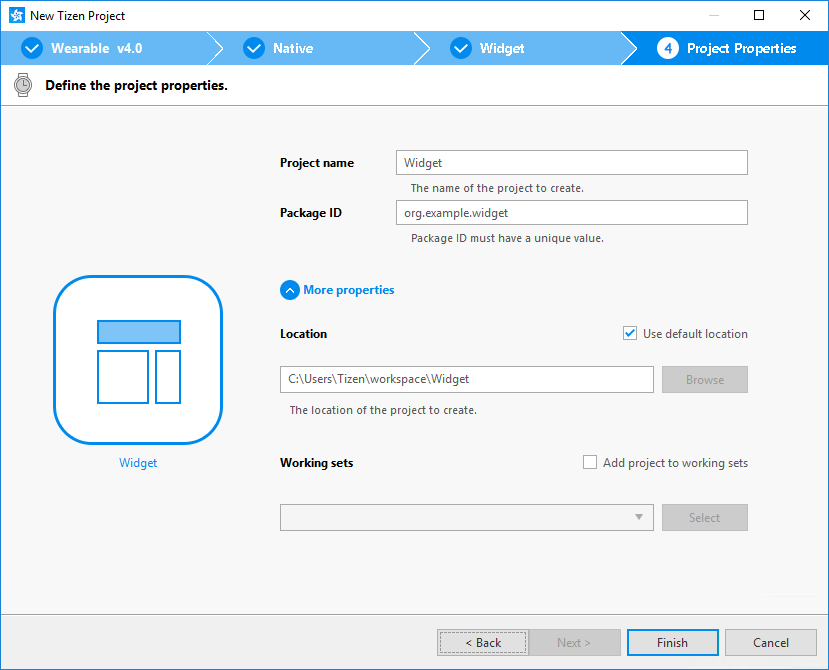 New Tizen Project
Wearable v4.0
Native
Widget
4 Project Properties
Define the project properties.
Project name
Widget
The name of the project to create.
Package ID
org.example.widget
Package ID must have a unique value.
More properties
Location
Use default location
C:\Users\Tizen\workspace\Widget
Browse
The location of the project to create.
Widget
Working sets
Add project to working sets
Select
< Back
Next >
Finish
Cancel